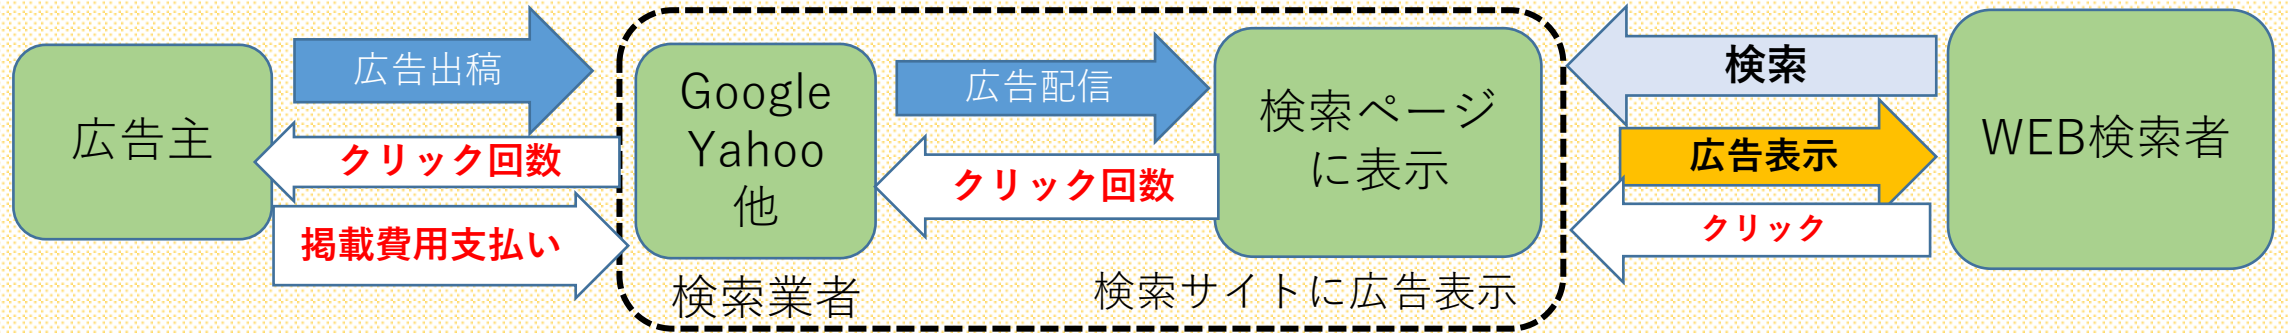 広告主
広告出稿
クリック回数
掲載費用支払い
Google
Yahoo
他
検索業者
広告配信
クリック回数
検索ページ
に表示
検索サイトに広告表示
検索
広告表示
クリック
WEB検索者